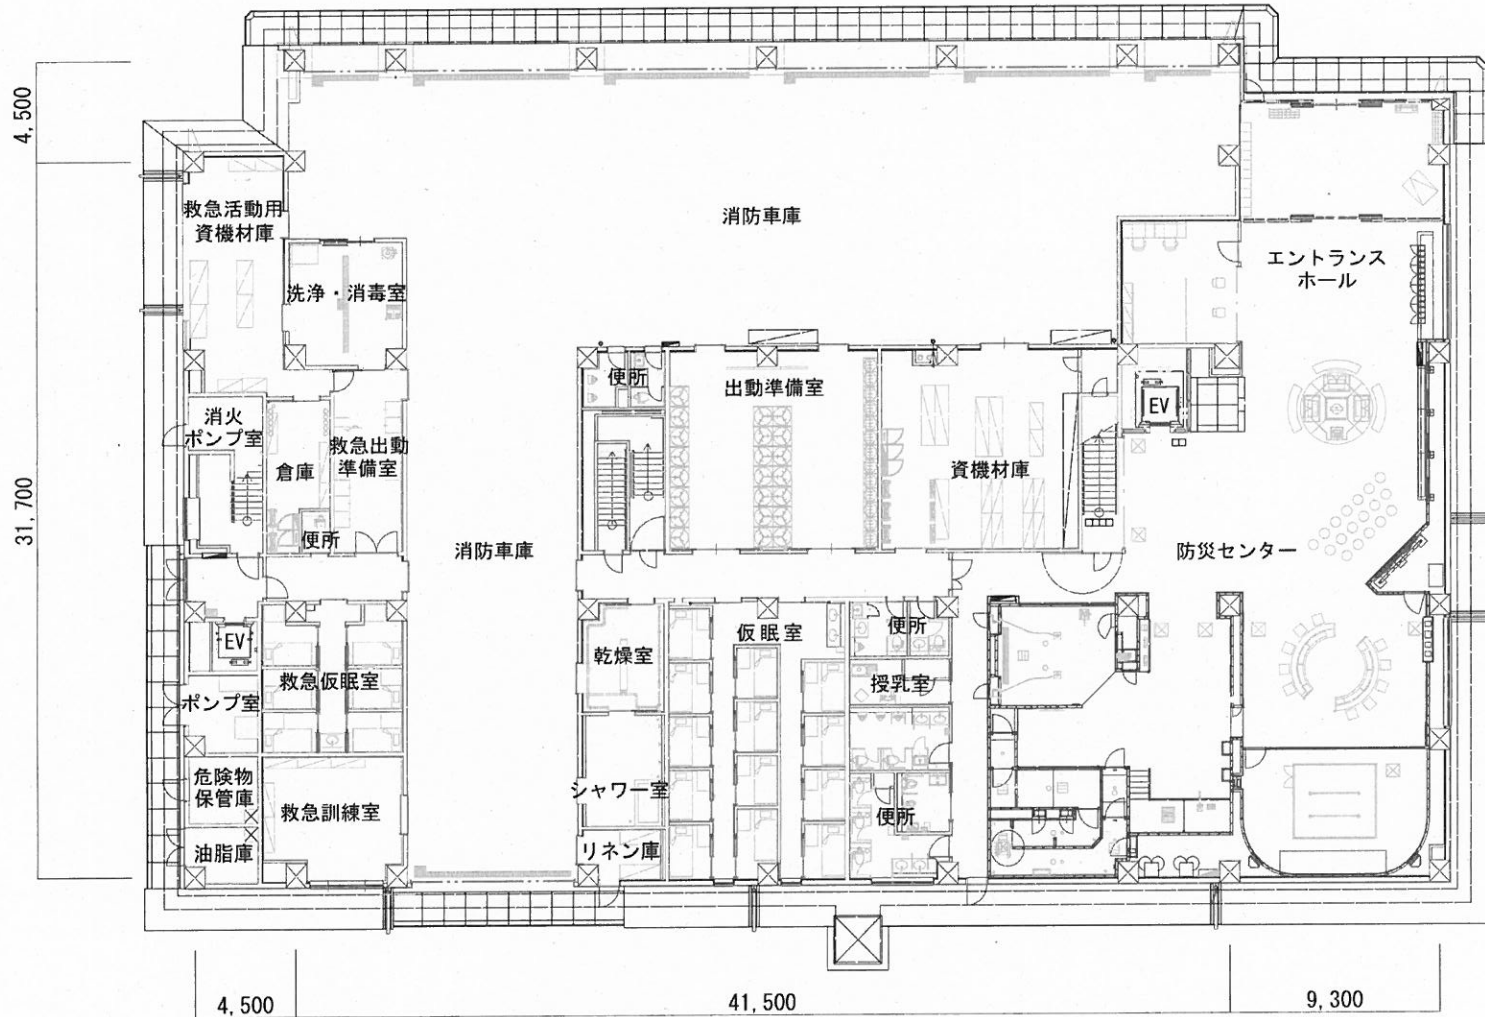 4,500
救急活動用
資機材庫
消防車庫
エントランス
ホール
洗浄・消毒室
便所
出動準備室
EV
消火
ポンプ室
倉庫
救急出動
準備室
資機材庫
便所
31,700
消防車庫
防災センター
EV
乾燥室
仮眠室
便所
救急仮眠室
ポンプ室
授乳室
危険物
保管庫
救急訓練室
シャワー室
便所
油脂庫
リネン庫
4,500
41,500
9,300